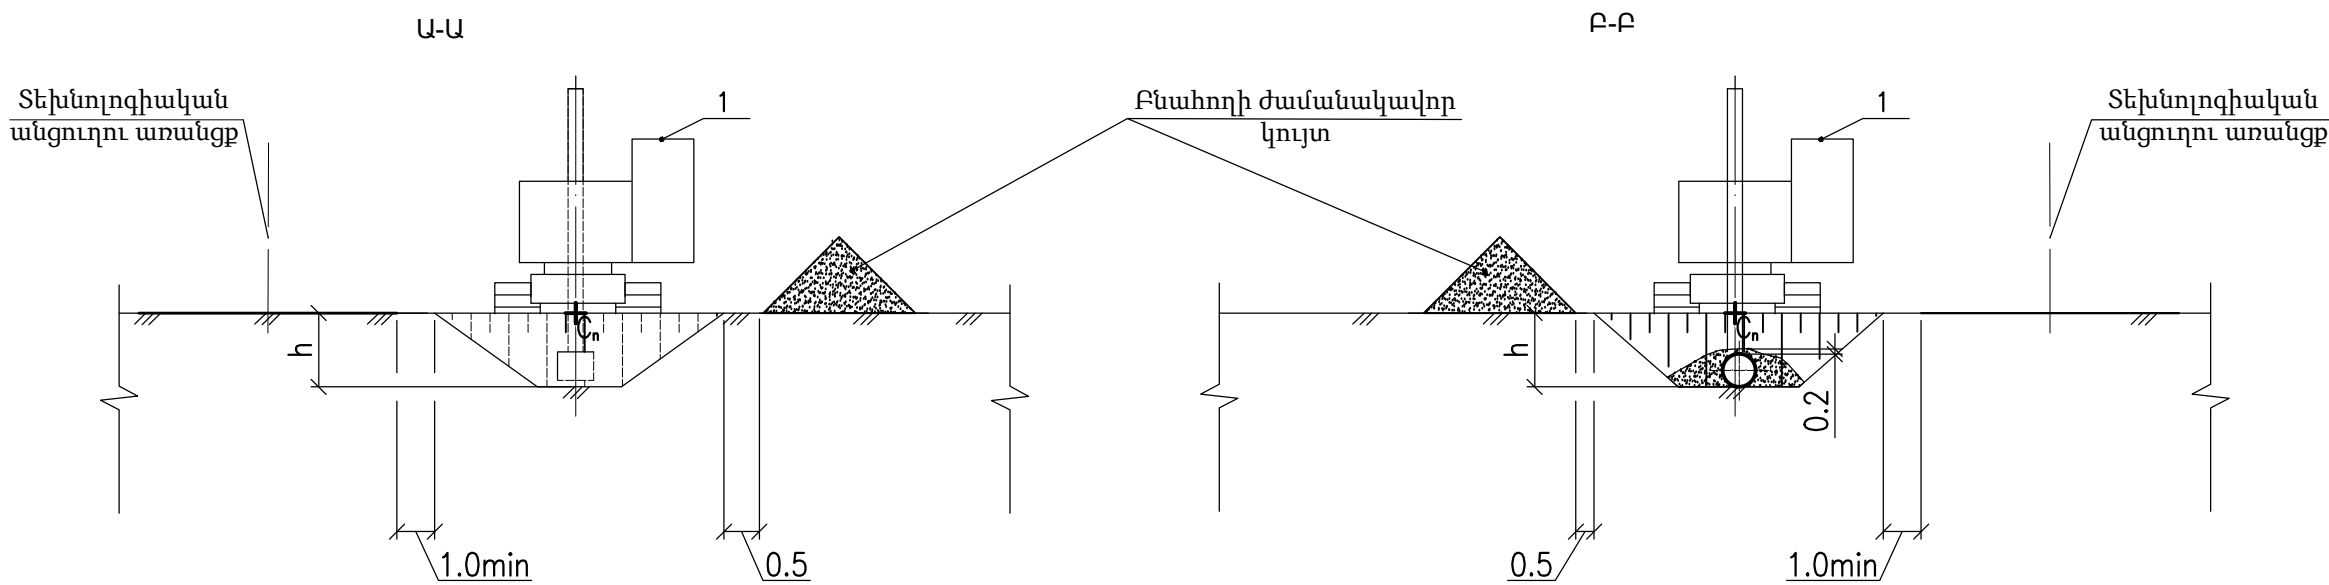 Ա-Ա
Բ-Բ
Տեխնոլոգիական
անցուղու առանցք
1
Բնահողի ժամանակավոր
կույտ
1
Տեխնոլոգիական
անցուղու առանցք
n
h
n
h
0.2
1.0min
0.5
0.5
1.0min